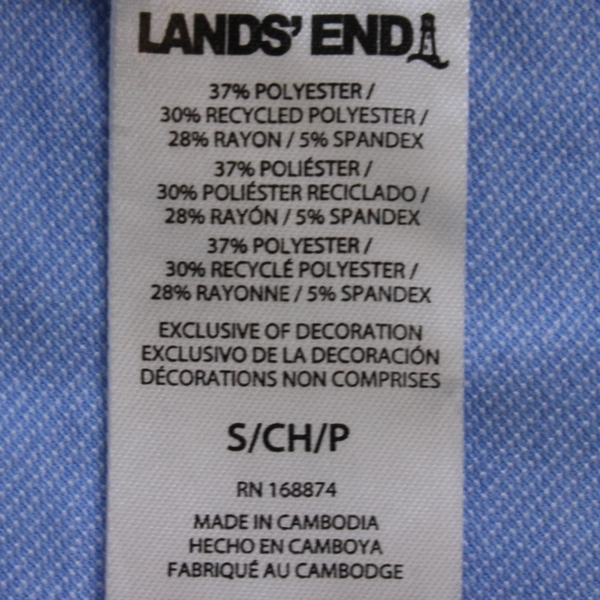 LANDS' END
37% POLYESTER /
30% RECYCLED POLYESTER /
28% RAYON / 5% SPANDEX
37% POLIÉSTER /
30% POLIÉSTER RECICLADO /
28% RAYÓN / 5% SPANDEX
37% POLYESTER /
30% RECYCLÉ POLYESTER /
28% RAYONNE / 5% SPANDEX
EXCLUSIVE OF DECORATION
EXCLUSIVO DE LA DECORACIÓN
DÉCORATIONS NON COMPRISES
S/CH/P
RN 168874
MADE IN CAMBODIA
HECHO EN CAMBOYA
FABRIQUÉ AU CAMBODGE